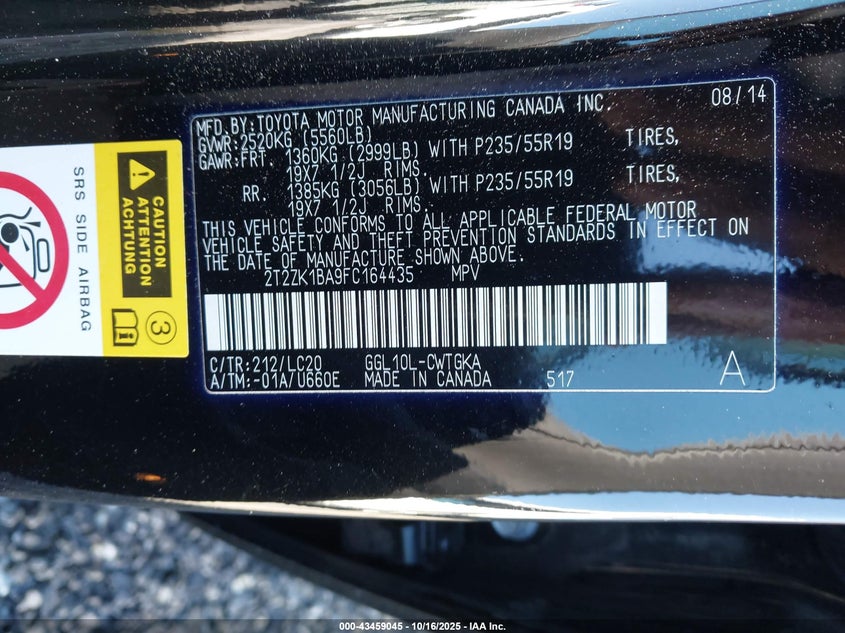 MFD.BY:TOYOTA MOTOR MANUFACTURING CANADA INC. 08/14
GVWR:2520KG (5560LB)
GAWR:FRT. 1360KG (2999LB) WITH P235/55R19 TIRES,
19X7 1/2J RIMS.
RR. 1385KG (3056LB) WITH P235/55R19 TIRES,
19X7 1/2J RIMS.
THIS VEHICLE CONFORMS TO ALL APPLICABLE FEDERAL MOTOR
VEHICLE SAFETY AND THEFT PREVENTION STANDARDS IN EFFECT ON
THE DATE OF MANUFACTURE SHOWN ABOVE.
2T2ZK1BA9FC164435 MPV
C/TR:212/LC20 GGL10L-CWTGKA
A/TM:-01A/U660E MADE IN CANADA 517 A
SRS SIDE AIRBAG
CAUTION
ATTENTION
ACHTUNG
3
000-43459045 - 10/16/2025 - IAA Inc.